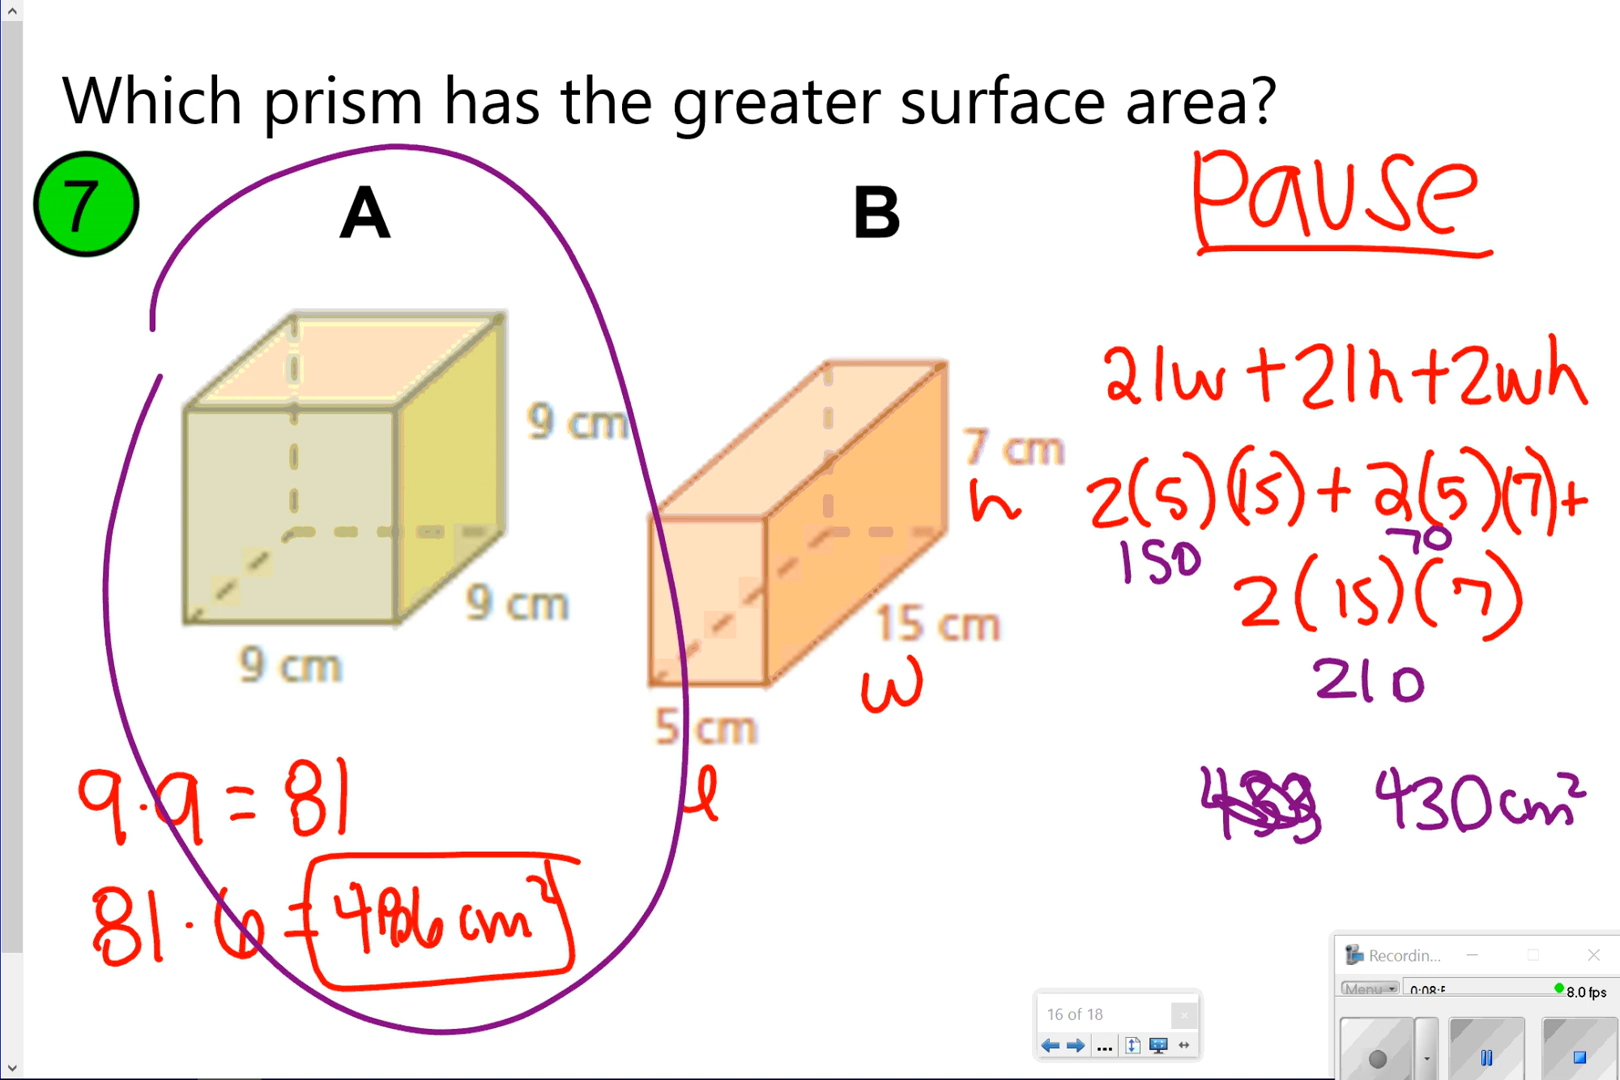 Which prism has the greater surface area?
7
A
B
pause
9 cm
9 cm
9 cm
7 cm
h
15 cm
w
5 cm
l
2lw+2lh+2wh
2(5)(15)+2(5)(7)+
150
70
2(15)(7)
210
430cm²
9·9=81
81·6=486 cm²
Recordin...
Menu
8.0 fps
16 of 18